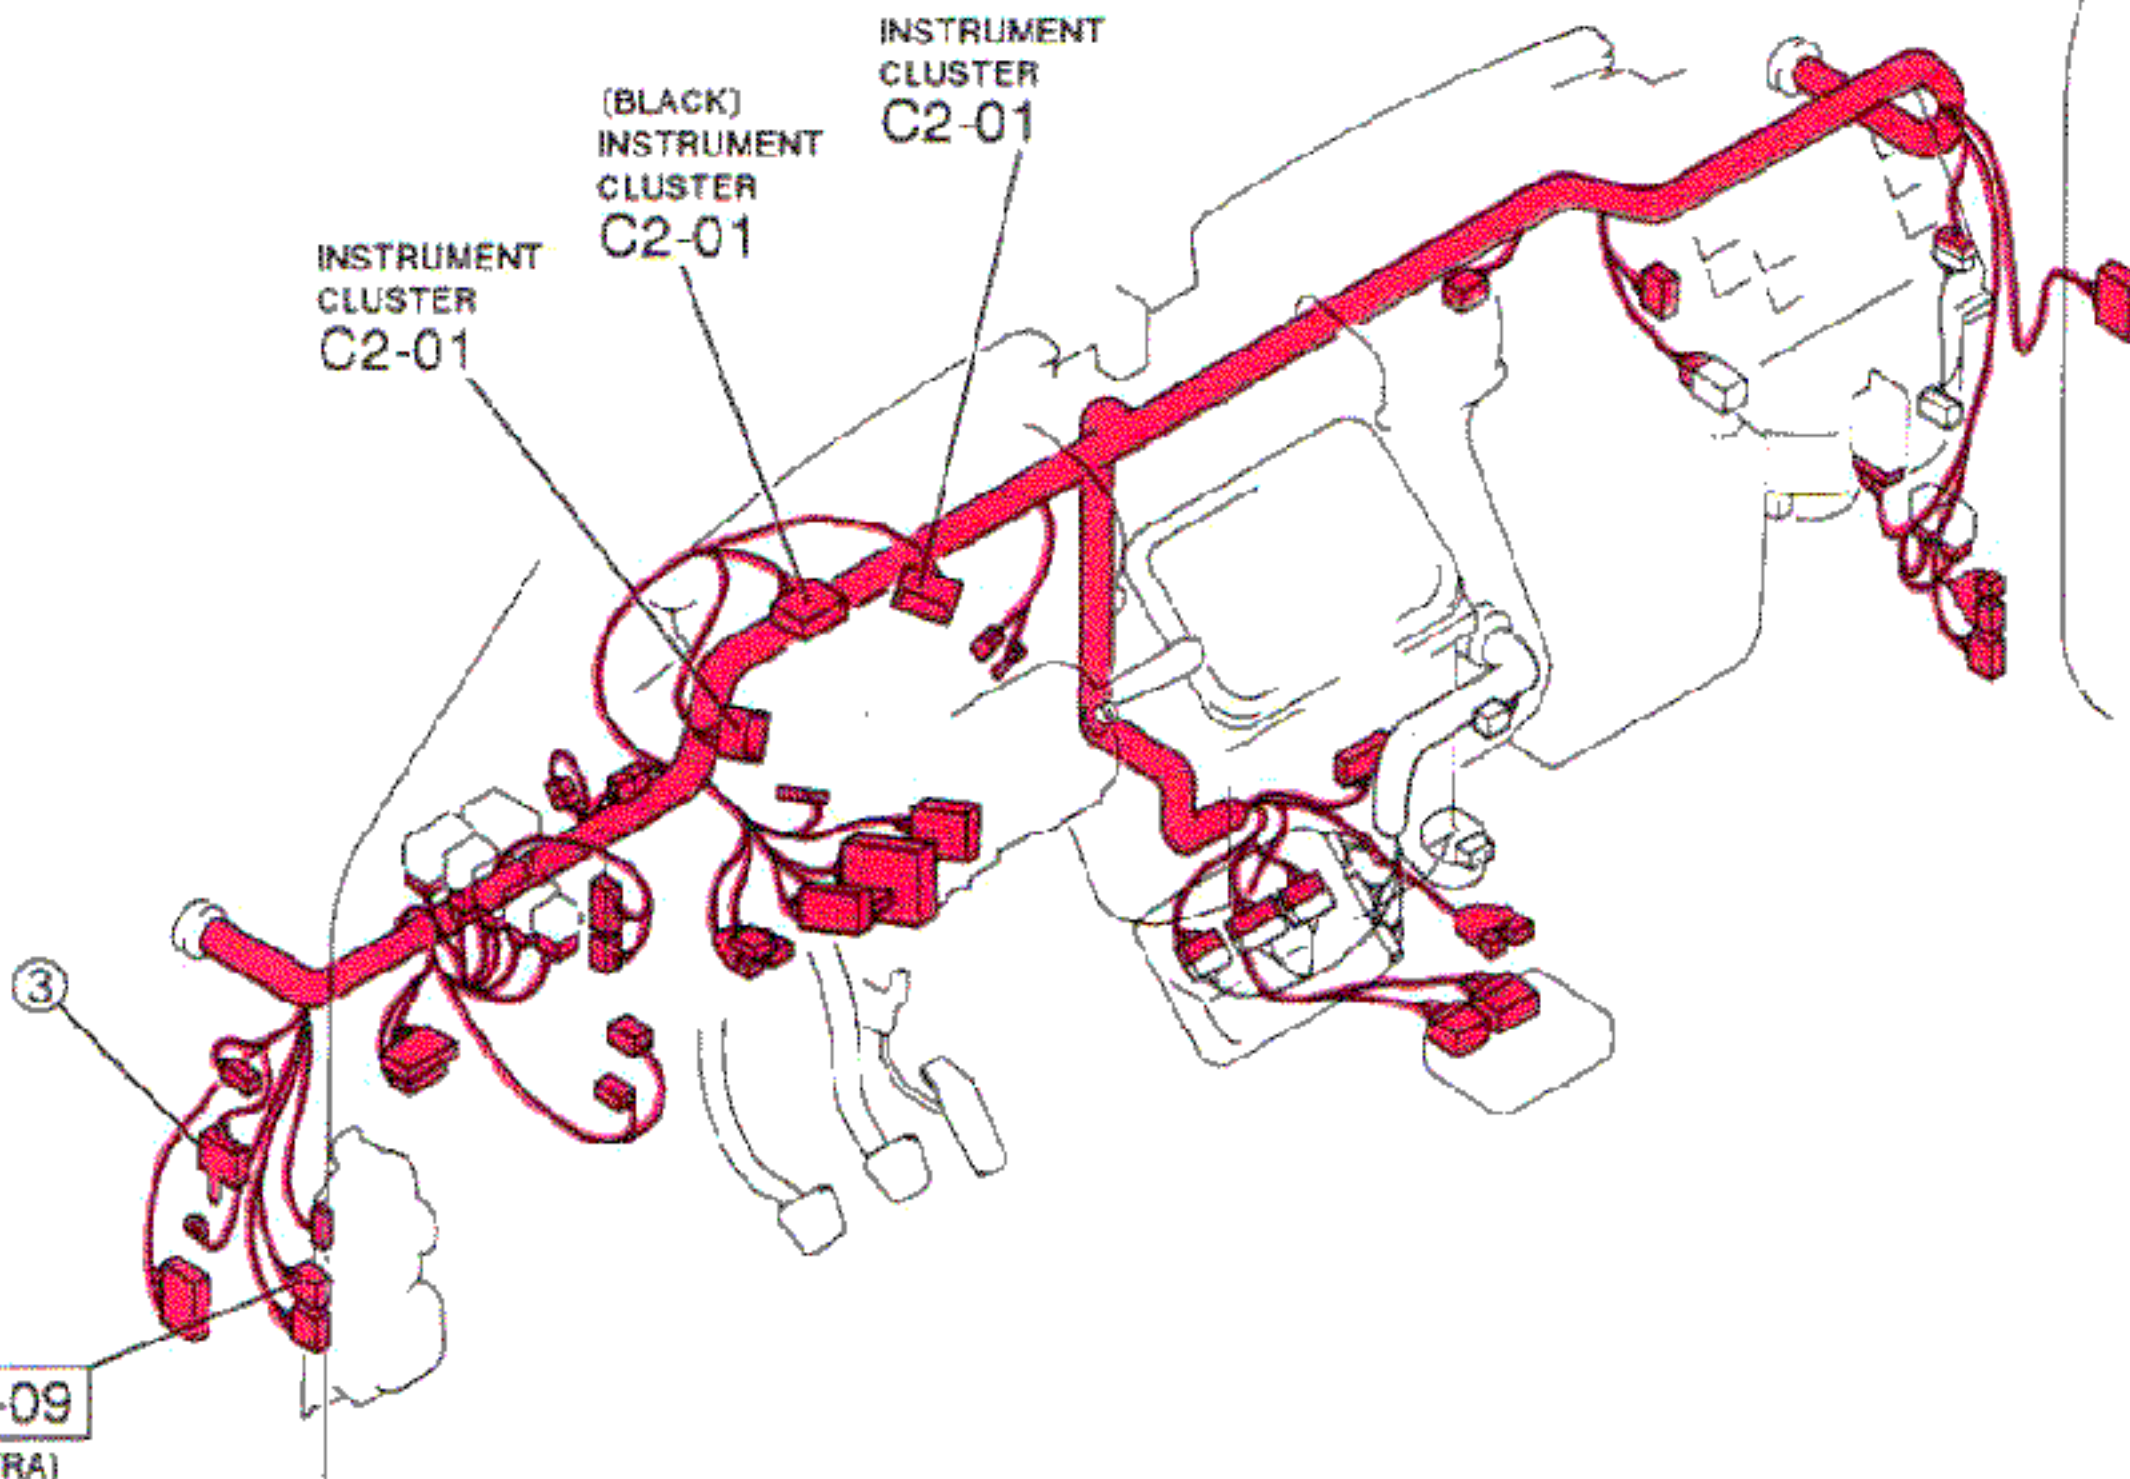 INSTRUMENT
CLUSTER
C2-01
(BLACK)
INSTRUMENT
CLUSTER
C2-01
INSTRUMENT
CLUSTER
C2-01
3
-09
RA)